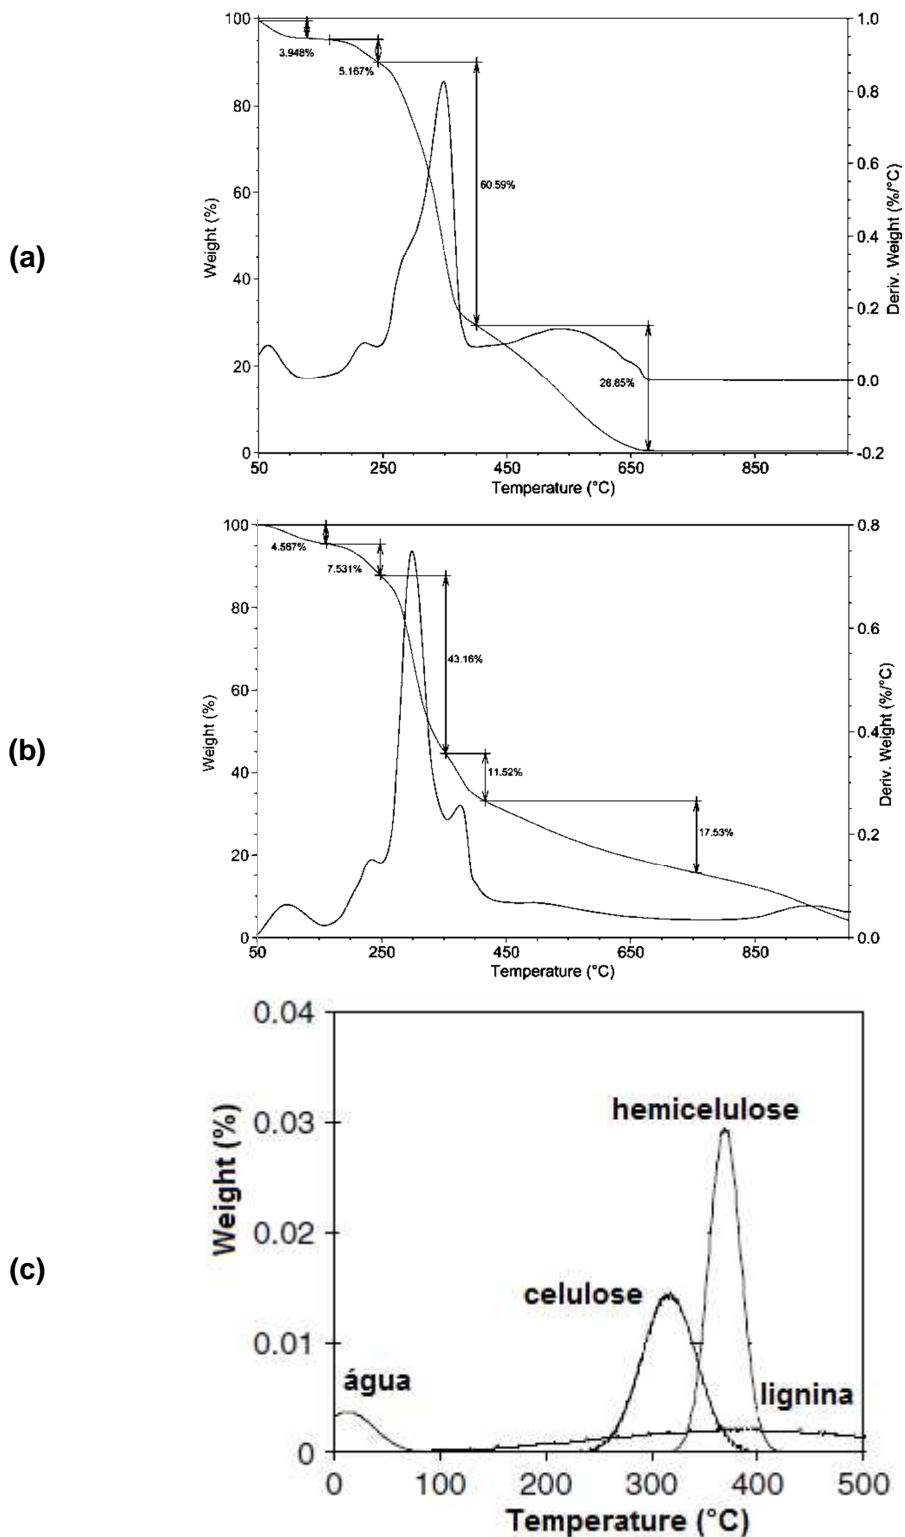 (a)
Weight (%)
100
80
60
40
20
0
3.948%
5.167%
60.59%
28.85%
1.0
0.8
0.6
0.4
0.2
0.0
-0.2
Deriv. Weight (%/°C)
50 250 450 650 850
Temperature (°C)
(b)
Weight (%)
100
80
60
40
20
0
4.587%
7.531%
43.16%
11.52%
17.53%
0.8
0.6
0.4
0.2
0.0
Deriv. Weight (%/°C)
50 250 450 650 850
Temperature (°C)
(c)
Weight (%)
0.04
0.03
0.02
0.01
0
hemicelulose
celulose
água
lignina
0 100 200 300 400 500
Temperature (°C)